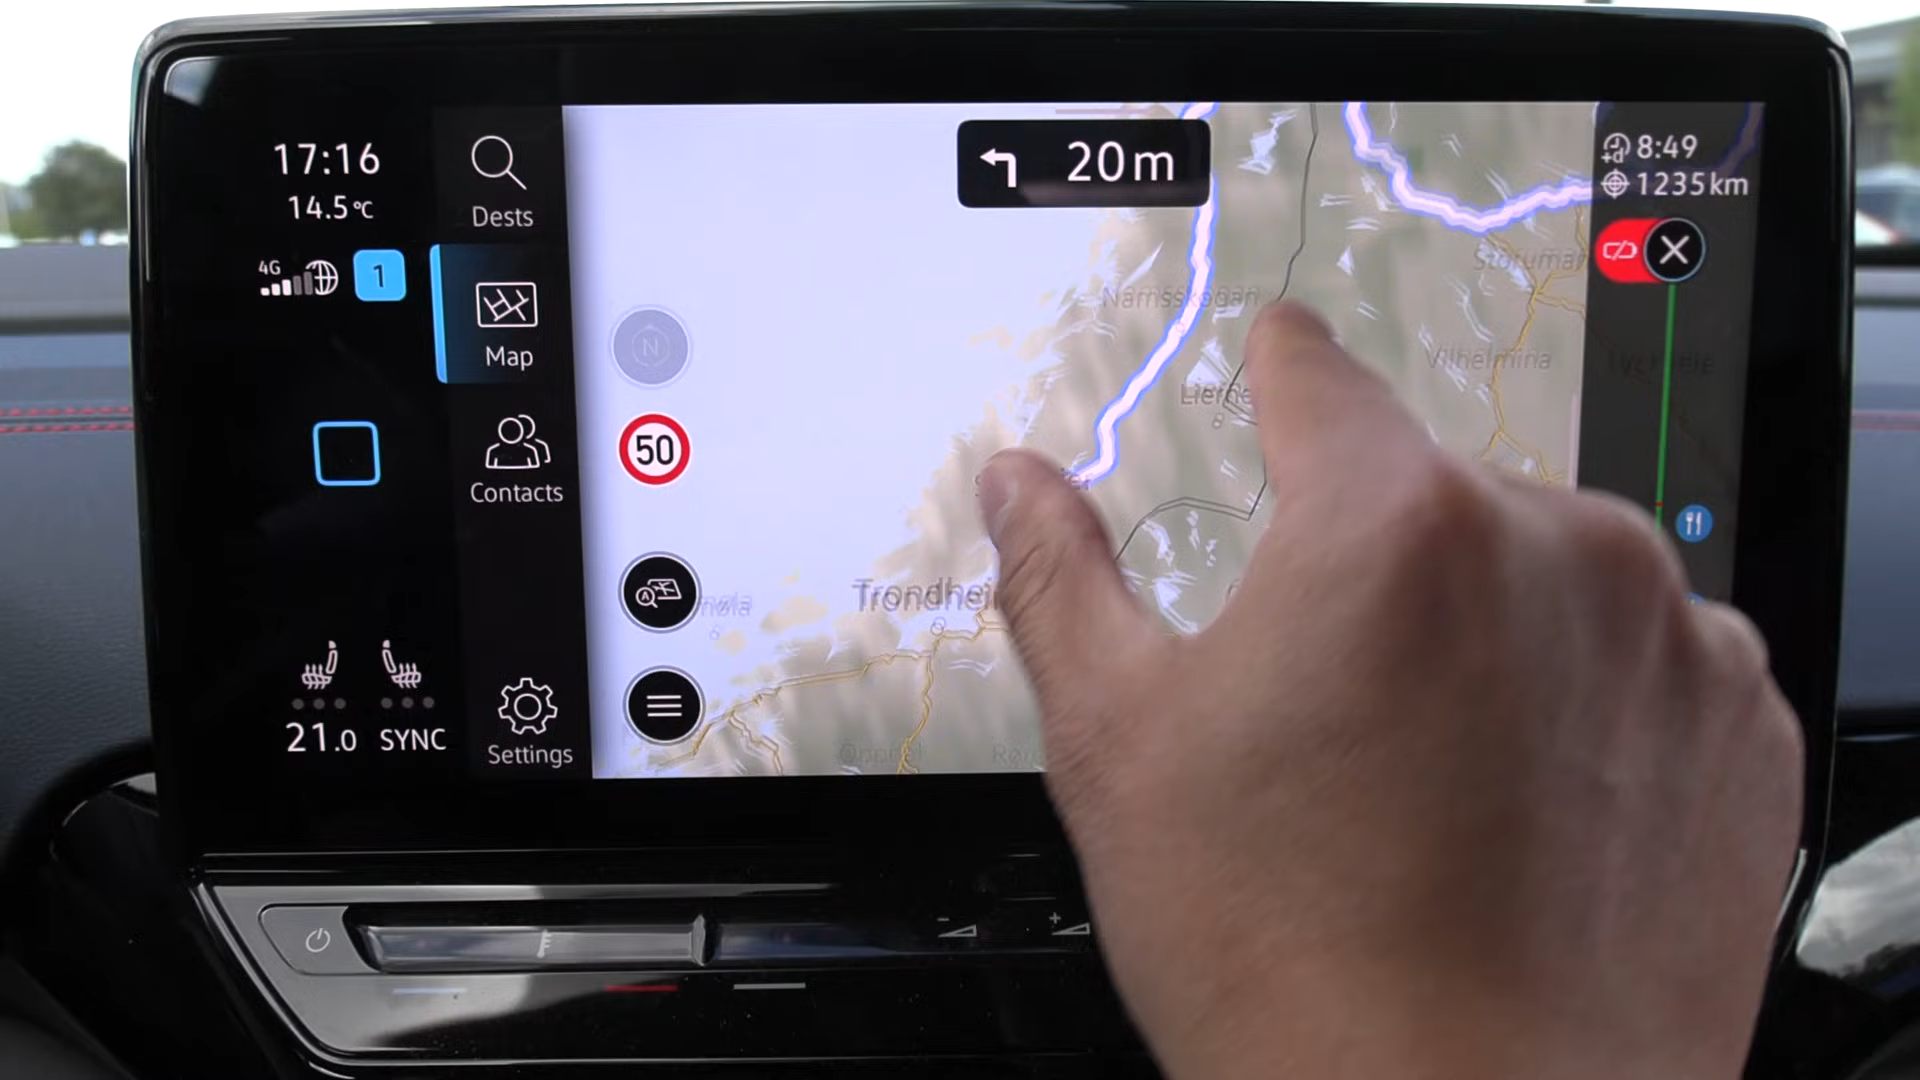 17:16
14.5°C
4G
1
Dests
Map
Contacts
Settings
21.0 SYNC
N
50
A
20m
+d 8:49
1235km
Namsskogan
Vilhelmina
Trondhei